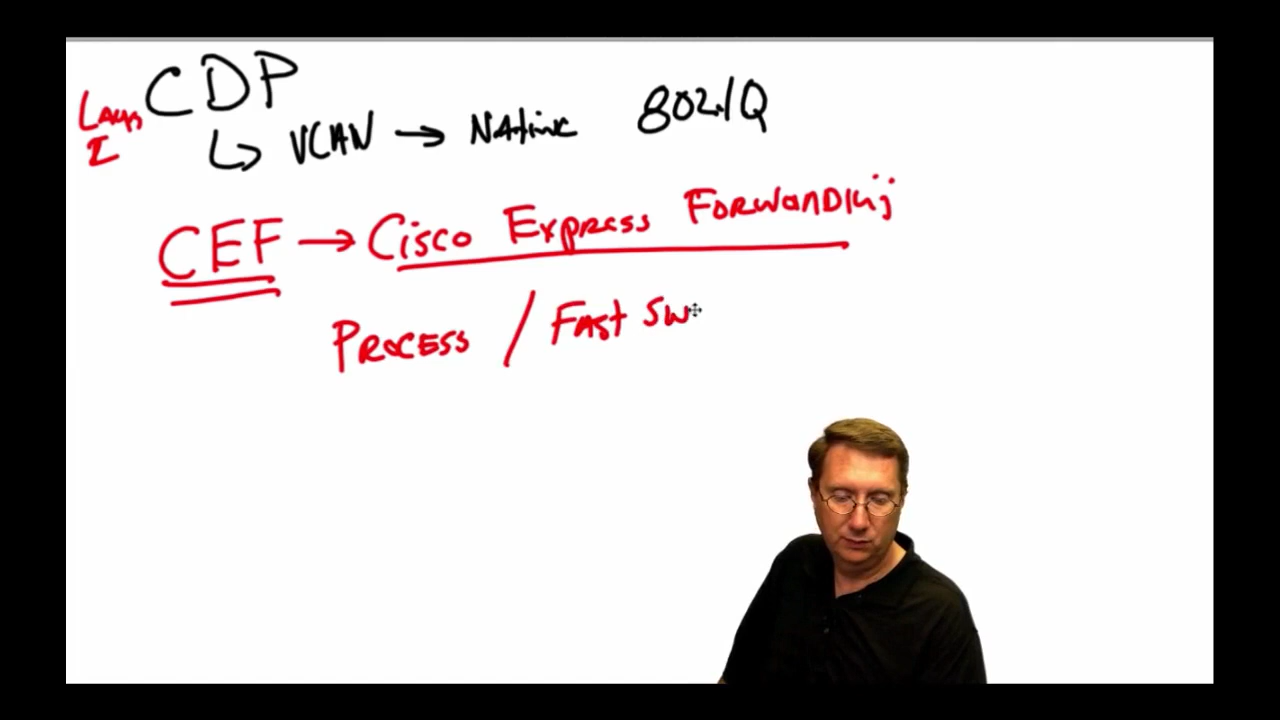 CDP
Layer
2
↳ VLAN → Native 802.1Q
CEF → Cisco Express Forwarding
Process / Fast Sw